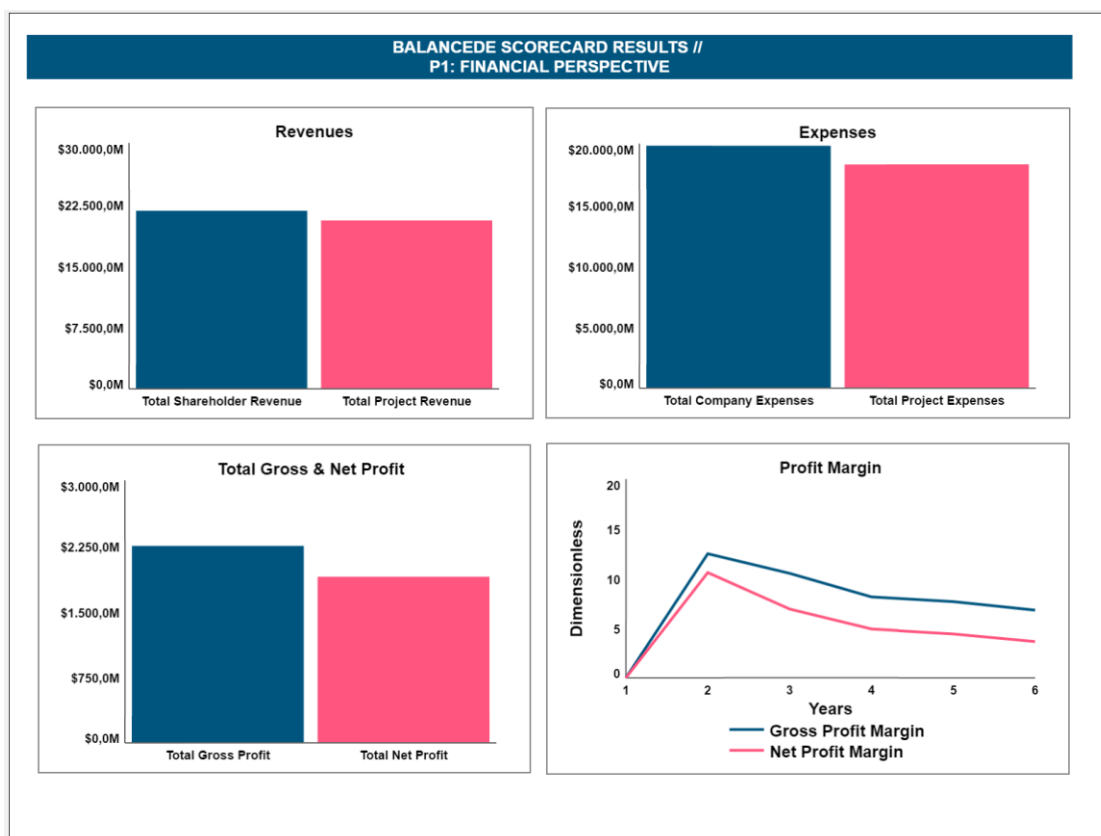 BALANCEDE SCORECARD RESULTS //
P1: FINANCIAL PERSPECTIVE
Revenues
$30.000,0M
$22.500,0M
$15.000,0M
$7.500,0M
$0,0M
Total Shareholder Revenue
Total Project Revenue
Expenses
$20.000,0M
$15.000,0M
$10.000,0M
$5.000,0M
$0,0M
Total Company Expenses
Total Project Expenses
Total Gross & Net Profit
$3.000,0M
$2.250,0M
$1.500,0M
$750,0M
$0,0M
Total Gross Profit
Total Net Profit
Profit Margin
Dimensionless
20
15
10
5
0
1 2 3 4 5 6
Years
Gross Profit Margin
Net Profit Margin